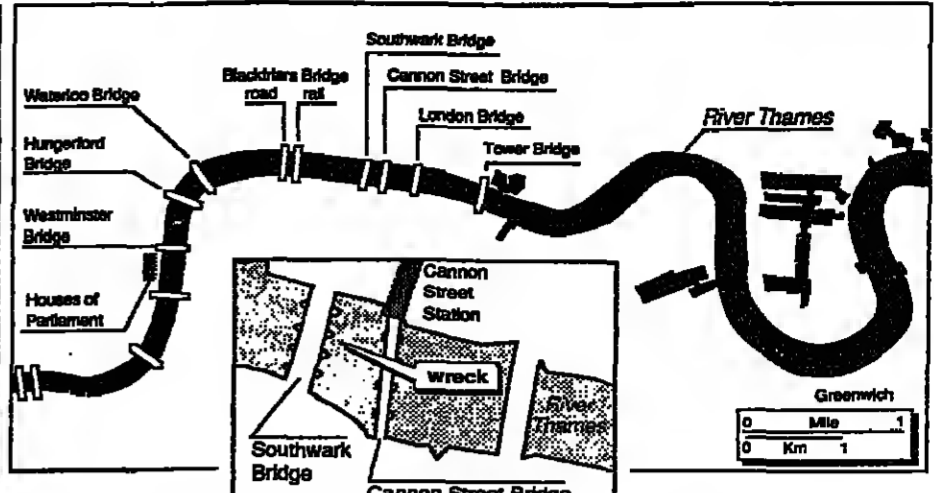 Southwark Bridge
Blackfriars Bridge
road rail
Cannon Street Bridge
Waterloo Bridge
London Bridge
River Thames
Hungerford
Bridge
Tower Bridge
Westminster
Bridge
Houses of
Parliament
Cannon
Street
Station
wreck
River
Thames
Southwark
Bridge
Cannon Street Bridge
Greenwich
0 Mile 1
0 Km 1